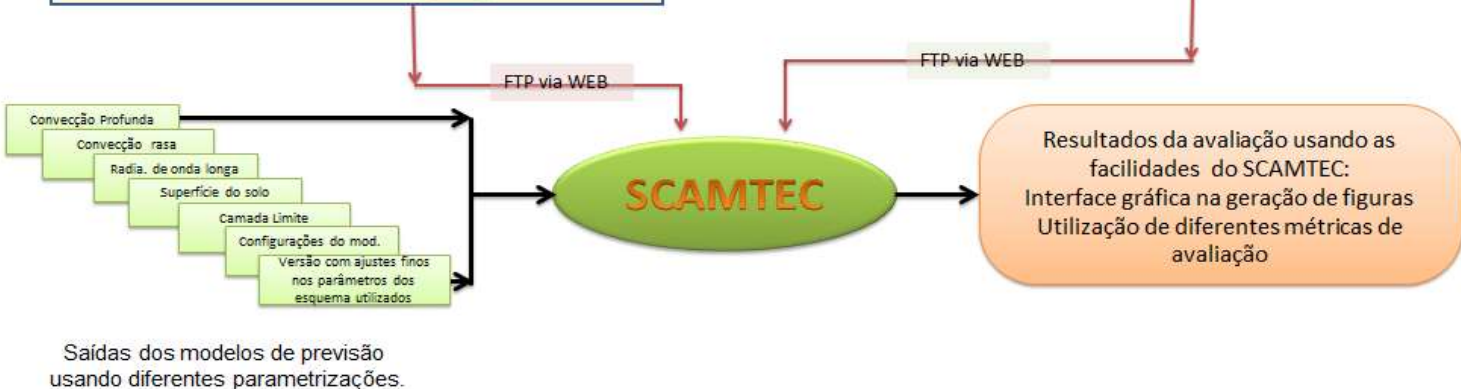 FTP via WEB
FTP via WEB
Convecção Profunda
Convecção rasa
Radia. de onda longa
Superfície do solo
Camada Limite
Configurações do mod.
Versão com ajustes finos
nos parâmetros dos
esquema utilizados
SCAMTEC
Resultados da avaliação usando as
facilidades do SCAMTEC:
Interface gráfica na geração de figuras
Utilização de diferentes métricas de
avaliação
Saídas dos modelos de previsão
usando diferentes parametrizações.